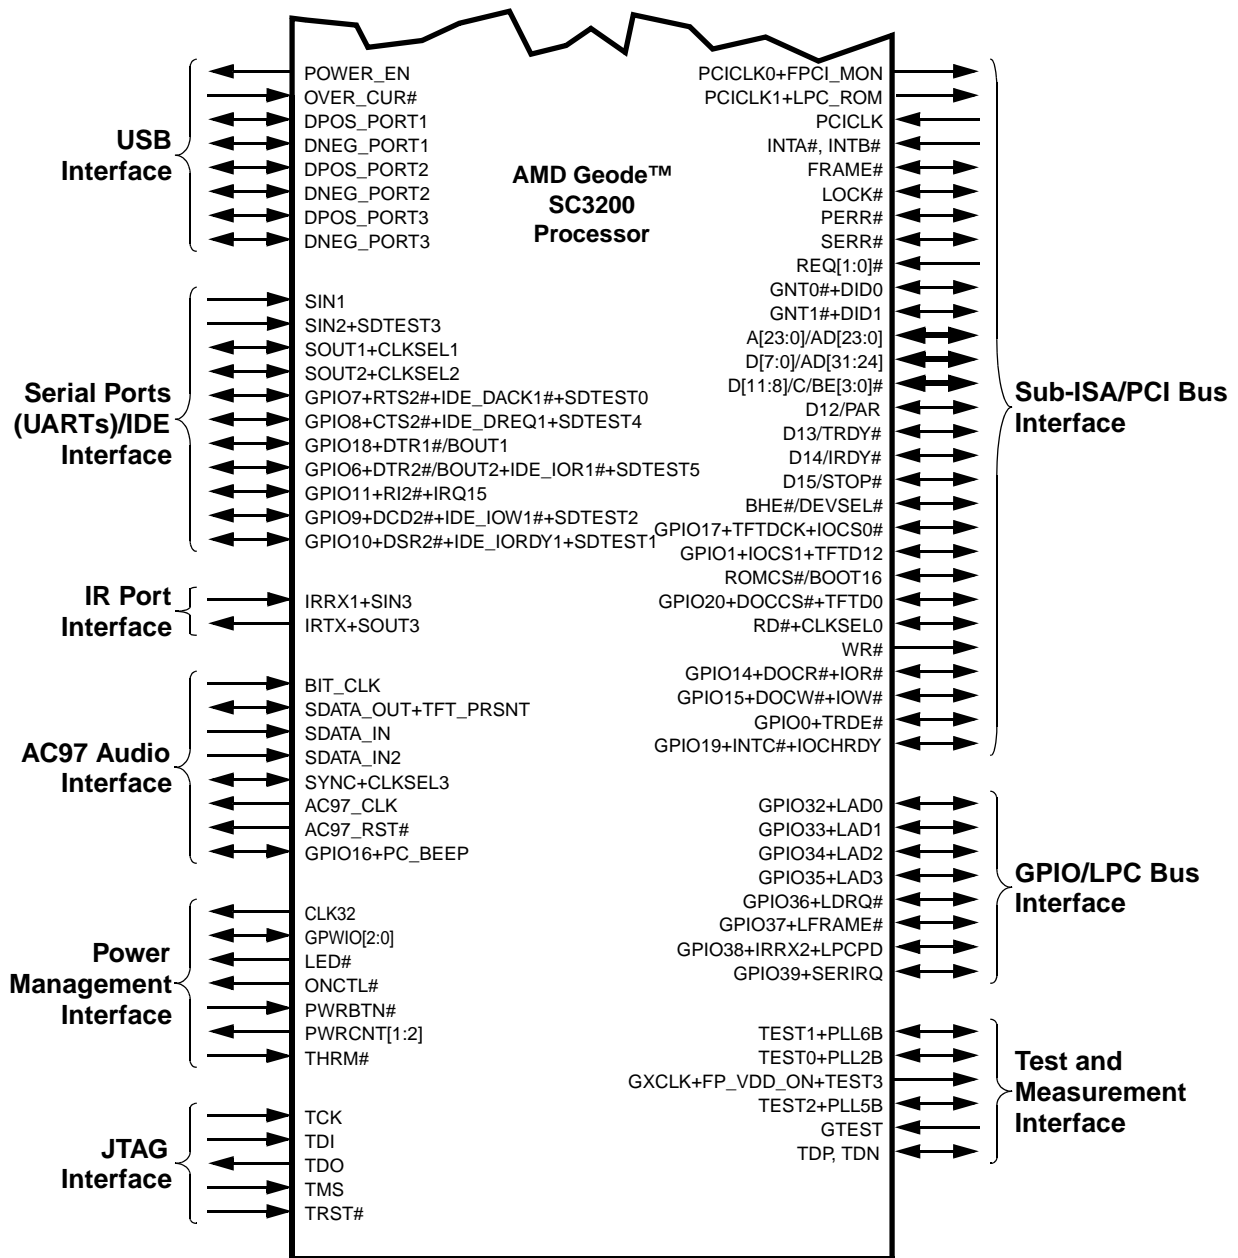 AMD Geode™
SC3200
Processor
USB
Interface
POWER_EN
OVER_CUR#
DPOS_PORT1
DNEG_PORT1
DPOS_PORT2
DNEG_PORT2
DPOS_PORT3
DNEG_PORT3
Serial Ports
(UARTs)/IDE
Interface
SIN1
SIN2+SDTEST3
SOUT1+CLKSEL1
SOUT2+CLKSEL2
GPIO7+RTS2#+IDE_DACK1#+SDTEST0
GPIO8+CTS2#+IDE_DREQ1+SDTEST4
GPIO18+DTR1#/BOUT1
GPIO6+DTR2#/BOUT2+IDE_IOR1#+SDTEST5
GPIO11+RI2#+IRQ15
GPIO9+DCD2#+IDE_IOW1#+SDTEST2
GPIO10+DSR2#+IDE_IORDY1+SDTEST1
IR Port
Interface
IRRX1+SIN3
IRTX+SOUT3
AC97 Audio
Interface
BIT_CLK
SDATA_OUT+TFT_PRSNT
SDATA_IN
SDATA_IN2
SYNC+CLKSEL3
AC97_CLK
AC97_RST#
GPIO16+PC_BEEP
Power
Management
Interface
CLK32
GPWIO[2:0]
LED#
ONCTL#
PWRBTN#
PWRCNT[1:2]
THRM#
JTAG
Interface
TCK
TDI
TDO
TMS
TRST#
PCICLK0+FPCI_MON
PCICLK1+LPC_ROM
PCICLK
INTA#, INTB#
FRAME#
LOCK#
PERR#
SERR#
REQ[1:0]#
GNT0#+DID0
GNT1#+DID1
A[23:0]/AD[23:0]
D[7:0]/AD[31:24]
D[11:8]/C/BE[3:0]#
D12/PAR
D13/TRDY#
D14/IRDY#
D15/STOP#
BHE#/DEVSEL#
GPIO17+TFTDCK+IOCS0#
GPIO1+IOCS1+TFTD12
ROMCS#/BOOT16
GPIO20+DOCCS#+TFTD0
RD#+CLKSEL0
WR#
GPIO14+DOCR#+IOR#
GPIO15+DOCW#+IOW#
GPIO0+TRDE#
GPIO19+INTC#+IOCHRDY
Sub-ISA/PCI Bus
Interface
GPIO32+LAD0
GPIO33+LAD1
GPIO34+LAD2
GPIO35+LAD3
GPIO36+LDRQ#
GPIO37+LFRAME#
GPIO38+IRRX2+LPCPD
GPIO39+SERIRQ
GPIO/LPC Bus
Interface
TEST1+PLL6B
TEST0+PLL2B
GXCLK+FP_VDD_ON+TEST3
TEST2+PLL5B
GTEST
TDP, TDN
Test and
Measurement
Interface